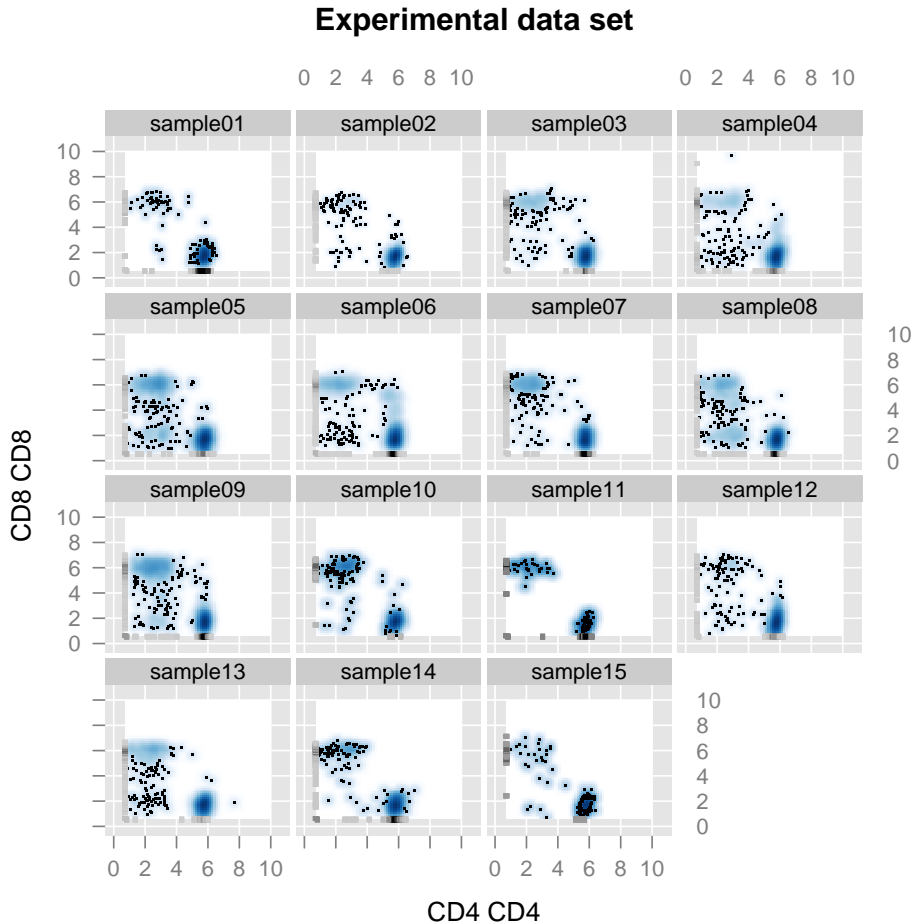 Experimental data set
0 2 4 6 8 10 0 2 4 6 8 10
sample01 sample02 sample03 sample04
10
8
6
4
2
0
sample05 sample06 sample07 sample08
10
8
6
4
2
0
sample09 sample10 sample11 sample12
10
8
6
4
2
0
sample13 sample14 sample15
10
8
6
4
2
0
0 2 4 6 8 10 0 2 4 6 8 10
CD8 CD8
CD4 CD4